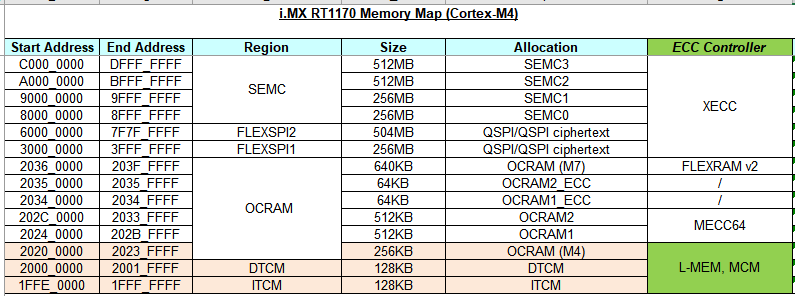 i.MX RT1170 Memory Map (Cortex-M4)
Start Address End Address Region Size Allocation ECC Controller
C000_0000 DFFF_FFFF SEMC 512MB SEMC3 XECC
A000_0000 BFFF_FFFF 512MB SEMC2
9000_0000 9FFF_FFFF 256MB SEMC1
8000_0000 8FFF_FFFF 256MB SEMC0
6000_0000 7F7F_FFFF FLEXSPI2 504MB QSPI/QSPI ciphertext
3000_0000 3FFF_FFFF FLEXSPI1 256MB QSPI/QSPI ciphertext
2036_0000 203F_FFFF OCRAM 640KB OCRAM (M7) FLEXRAM v2
2035_0000 2035_FFFF 64KB OCRAM2_ECC /
2034_0000 2034_FFFF 64KB OCRAM1_ECC /
202C_0000 2033_FFFF 512KB OCRAM2 MECC64
2024_0000 202B_FFFF 512KB OCRAM1
2020_0000 2023_FFFF 256KB OCRAM (M4) L-MEM, MCM
2000_0000 2001_FFFF DTCM 128KB DTCM
1FFE_0000 1FFF_FFFF ITCM 128KB ITCM